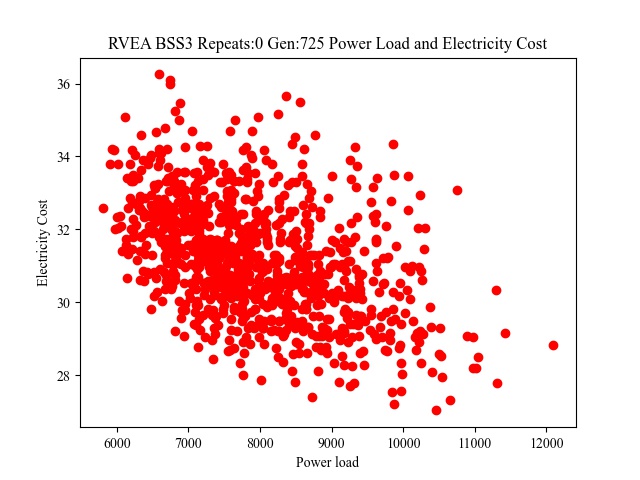 RVEA BSS3 Repeats:0 Gen:725 Power Load and Electricity Cost
36
34
32
30
28
Electricity Cost
6000 7000 8000 9000 10000 11000 12000
Power load